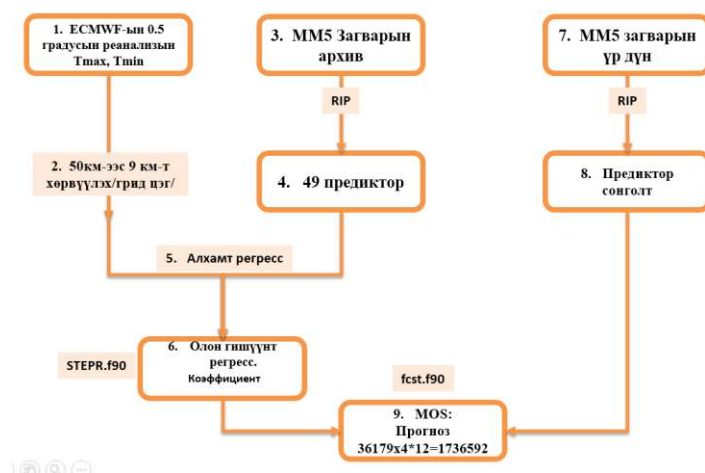 1. ECMWF-ын 0.5
градусын реанализын
Tmax, Tmin
3. MM5 Загварын
архив
7. MM5 загварын
үр дүн
RIP
RIP
2. 50км-ээс 9 км-т
хөрвүүлэх/грид цэг/
4. 49 предиктор
8. Предиктор
сонголт
5. Алхамт регресс
6. Олон гишүүнт
регресс.
Коэффициент
STEPR.f90
fcst.f90
9. MOS:
Прогноз
36179x4*12=1736592